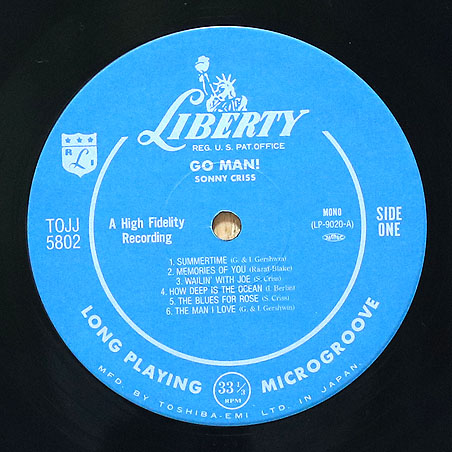 LIBERTY
REG. U. S. PAT. OFFICE
GO MAN!
SONNY CRISS
R L
TOJJ
5802
A High Fidelity
Recording
MONO
(LP-9020-A)
SIDE
ONE
1. SUMMERTIME (G. & I. Gershwin)
2. MEMORIES OF YOU (Razaf-Blake)
3. WAILIN' WITH JOE (S. Criss)
4. HOW DEEP IS THE OCEAN (I. Berlin)
5. THE BLUES FOR ROSE (S. Criss)
6. THE MAN I LOVE (G. & I. Gershwin)
LONG PLAYING MICROGROOVE
33 1/3
RPM
MFD. BY TOSHIBA-EMI LTD. IN JAPAN.